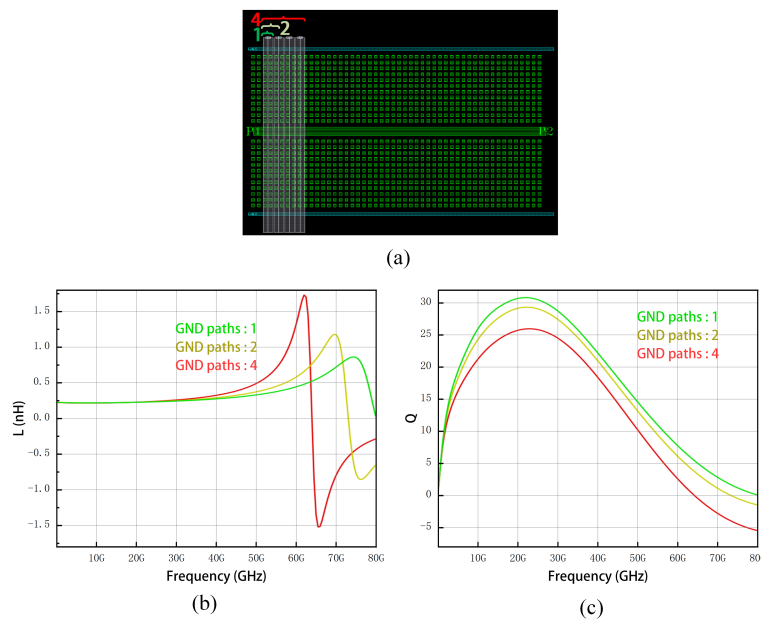 4
2
1
P1
P2
(a)
1.5
1.0
0.5
0.0
-0.5
-1.0
-1.5
L (nH)
GND paths : 1
GND paths : 2
GND paths : 4
10G 20G 30G 40G 50G 60G 70G 80G
Frequency (GHz)
(b)
30
25
20
15
10
5
0
-5
Q
GND paths : 1
GND paths : 2
GND paths : 4
10G 20G 30G 40G 50G 60G 70G 80
Frequency (GHz)
(c)